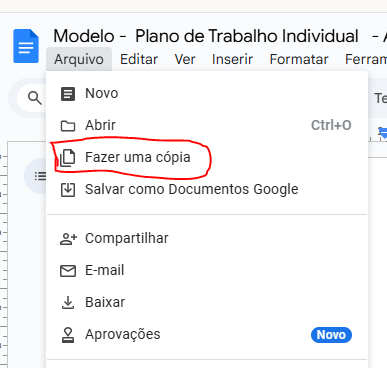 Modelo - Plano de Trabalho Individual - A
Arquivo Editar Ver Inserir Formatar Ferram
Novo
Te
Abrir Ctrl+O
Fazer uma cópia
Salvar como Documentos Google
Compartilhar
E-mail
Baixar
Aprovações Novo